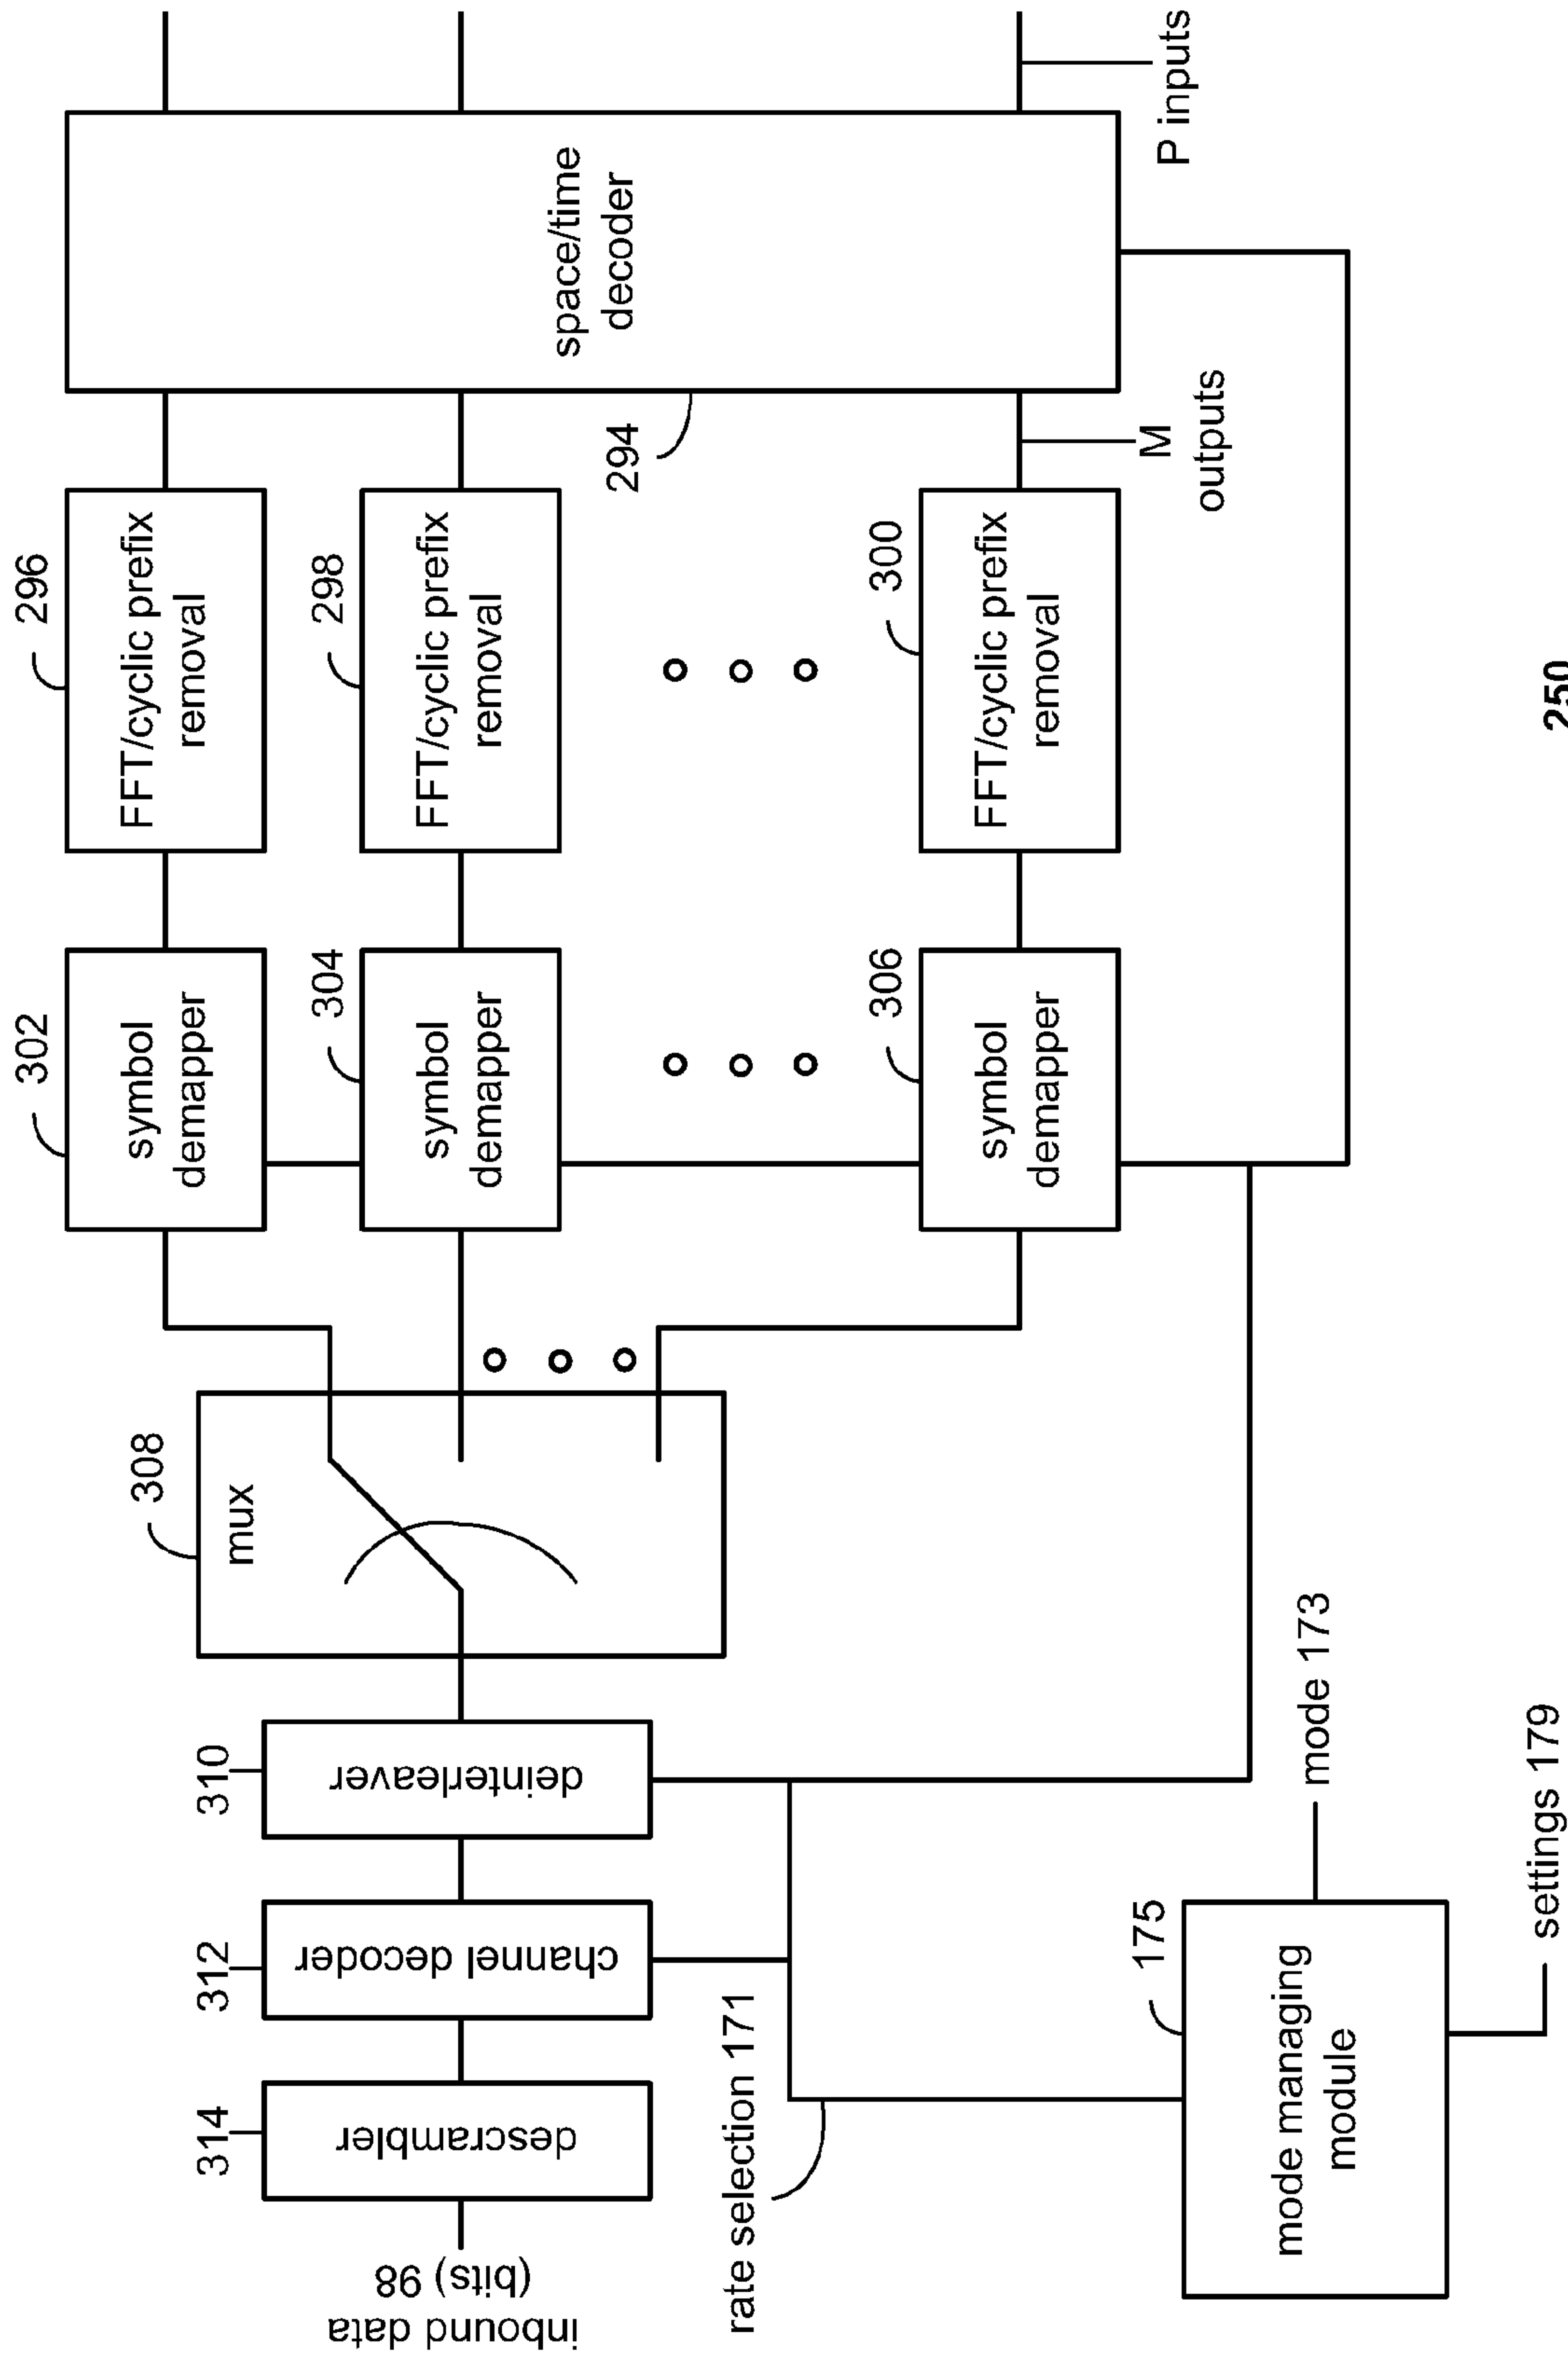 302
symbol
demapper
296
FFT/cyclic prefix
removal
308
mux
304
symbol
demapper
298
FFT/cyclic prefix
removal
space/time
decoder
294
314
descrambler
312
channel decoder
310
deinterleaver
inbound data
(bits) 98
306
symbol
demapper
300
FFT/cyclic prefix
removal
rate selection 171
M
outputs
P inputs
175
mode managing
module
mode 173
settings 179
250